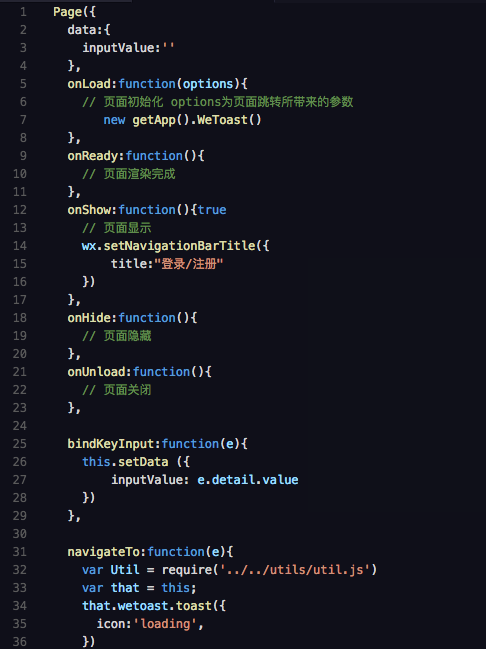 1 Page({
2   data:{
3     inputValue:''
4   },
5   onLoad:function(options){
6     // 页面初始化 options为页面跳转所带来的参数
7        new getApp().WeToast()
8   },
9   onReady:function(){
10     // 页面渲染完成
11   },
12   onShow:function(){true
13     // 页面显示
14     wx.setNavigationBarTitle({
15         title:"登录/注册"
16     })
17   },
18   onHide:function(){
19     // 页面隐藏
20   },
21   onUnload:function(){
22     // 页面关闭
23   },
24
25   bindKeyInput:function(e){
26     this.setData ({
27         inputValue: e.detail.value
28     })
29   },
30
31   navigateTo:function(e){
32     var Util = require('../../utils/util.js')
33     var that = this;
34     that.wetoast.toast({
35       icon:'loading',
36     })